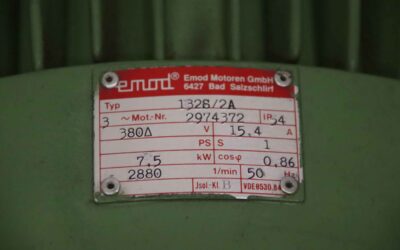 emod® Emod Motoren GmbH
6427 Bad Salzschlirf
Typ 132S/2A
3 ~Mot.-Nr. 2974372 IP 54
380Δ V 15,4 A
PS S 1
7,5 kW cosφ 0,86
2880 1/min 50 Hz
Jsol.-Kl. B VDE0530,84